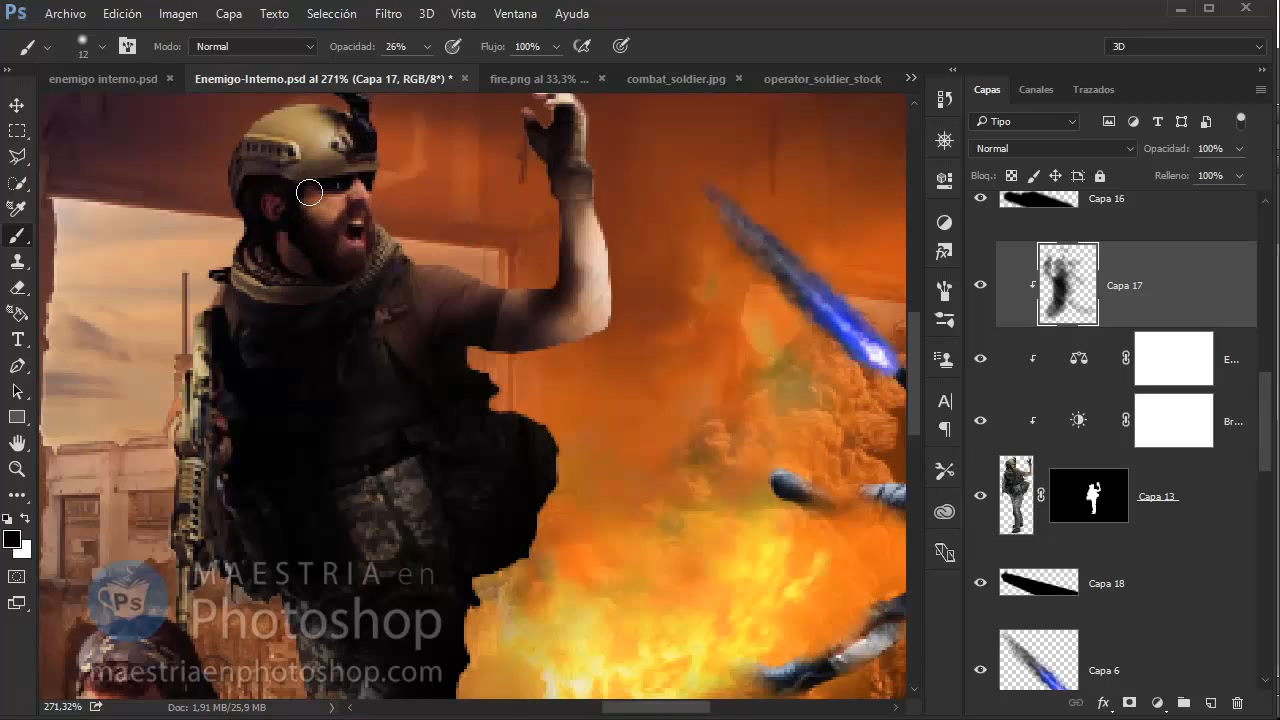 Ps Archivo Edición Imagen Capa Texto Selección Filtro 3D Vista Ventana Ayuda
12 Modo: Normal Opacidad: 26% Flujo: 100% 3D
enemigo interno.psd × Enemigo-Interno.psd al 271% (Capa 17, RGB/8*) * × fire.png al 33,3% ... × combat_soldier.jpg × operator_soldier_stock
Capas Canales Trazados
Tipo
Normal Opacidad: 100%
Bloq.: Relleno: 100%
Capa 16
Capa 17
E...
Br...
Capa 13
Capa 18
Capa 6
Ps
MAESTRIA en
Photoshop
maestriaenphotoshop.com
271,32% Doc: 1,91 MB/25,9 MB